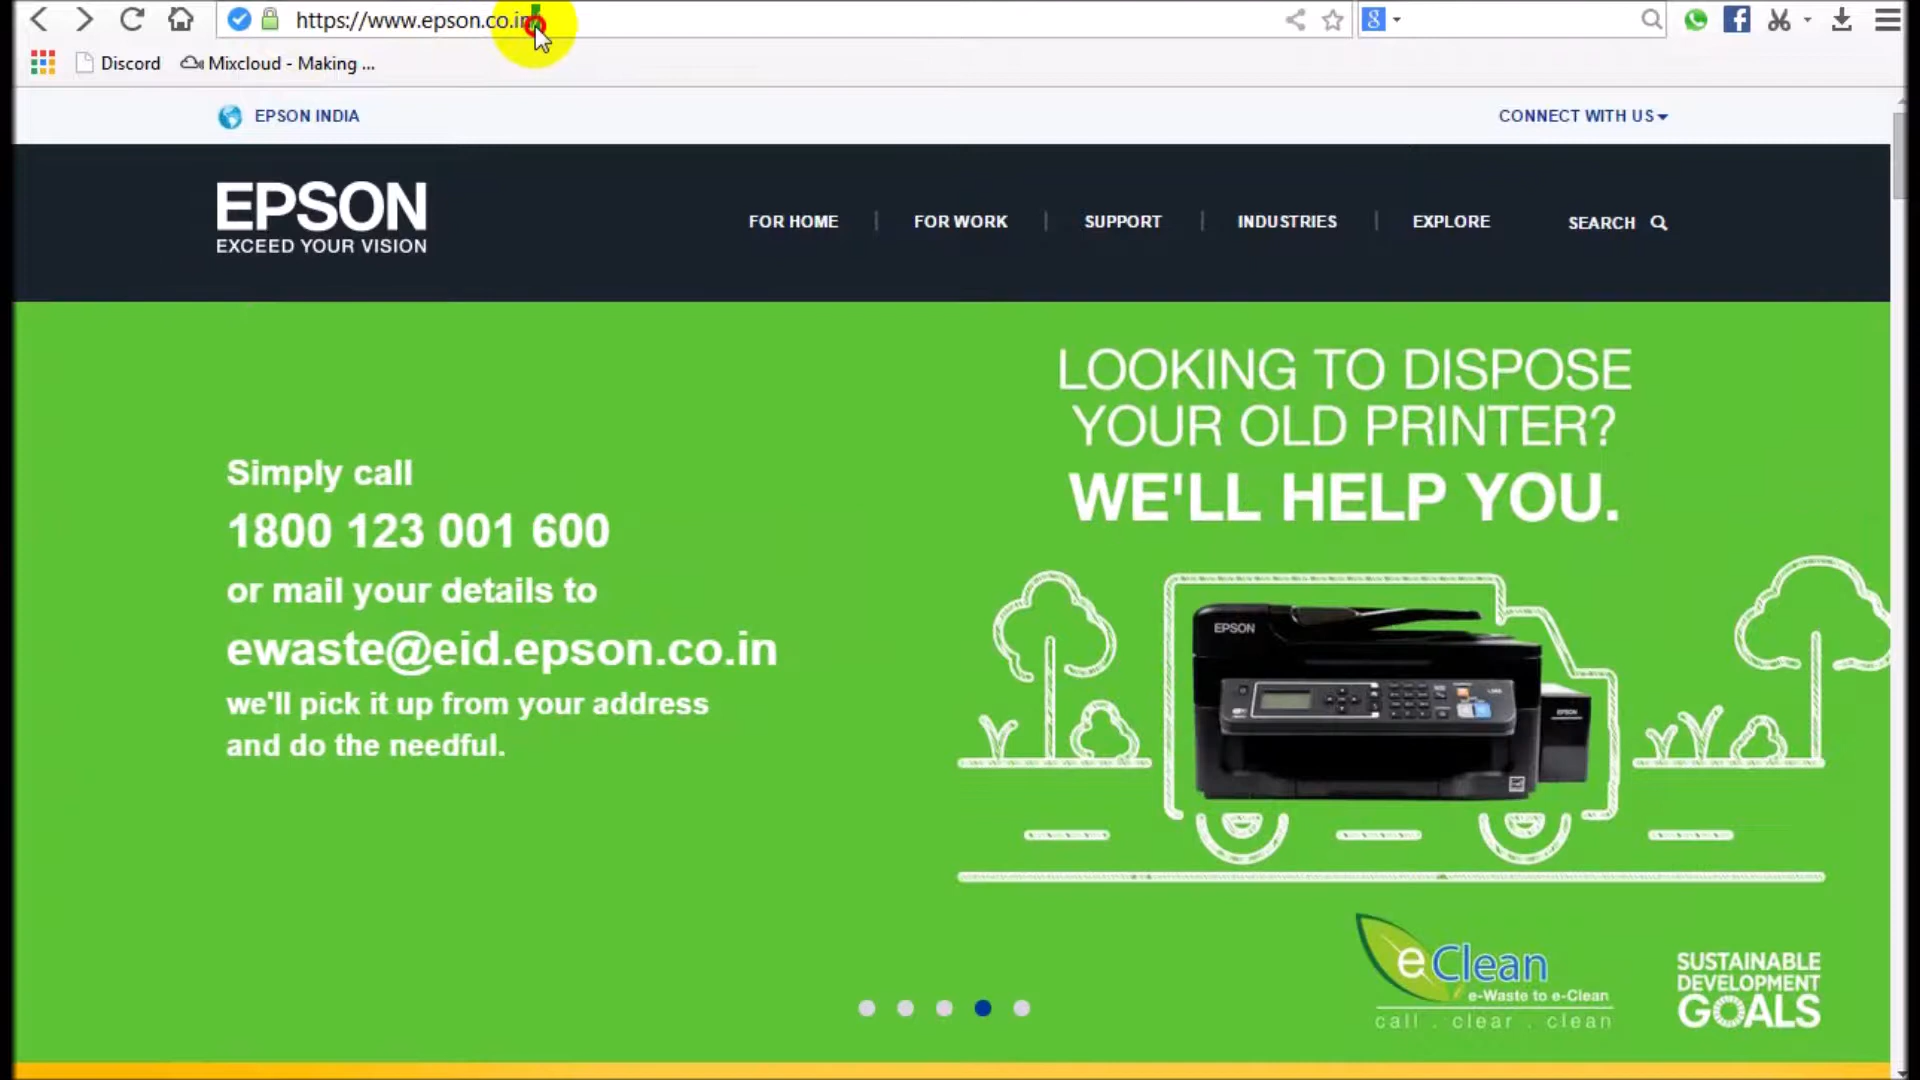 https://www.epson.co.in
Discord
Mixcloud - Making ...
EPSON INDIA
CONNECT WITH US
EPSON
EXCEED YOUR VISION
FOR HOME
FOR WORK
SUPPORT
INDUSTRIES
EXPLORE
SEARCH
LOOKING TO DISPOSE
YOUR OLD PRINTER?
WE'LL HELP YOU.
Simply call
1800 123 001 600
or mail your details to
ewaste@eid.epson.co.in
we'll pick it up from your address
and do the needful.
EPSON
EPSON
eClean
e-Waste to e-Clean
call . clear . clean
SUSTAINABLE
DEVELOPMENT
GOALS